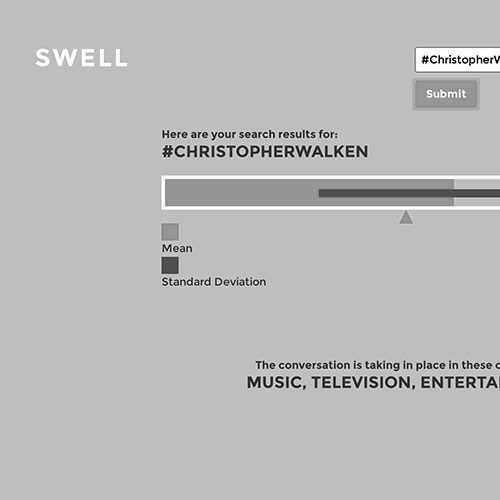 SWELL
#ChristopherW
Submit
Here are your search results for:
#CHRISTOPHERWALKEN
Mean
Standard Deviation
The conversation is taking in place in these
MUSIC, TELEVISION,